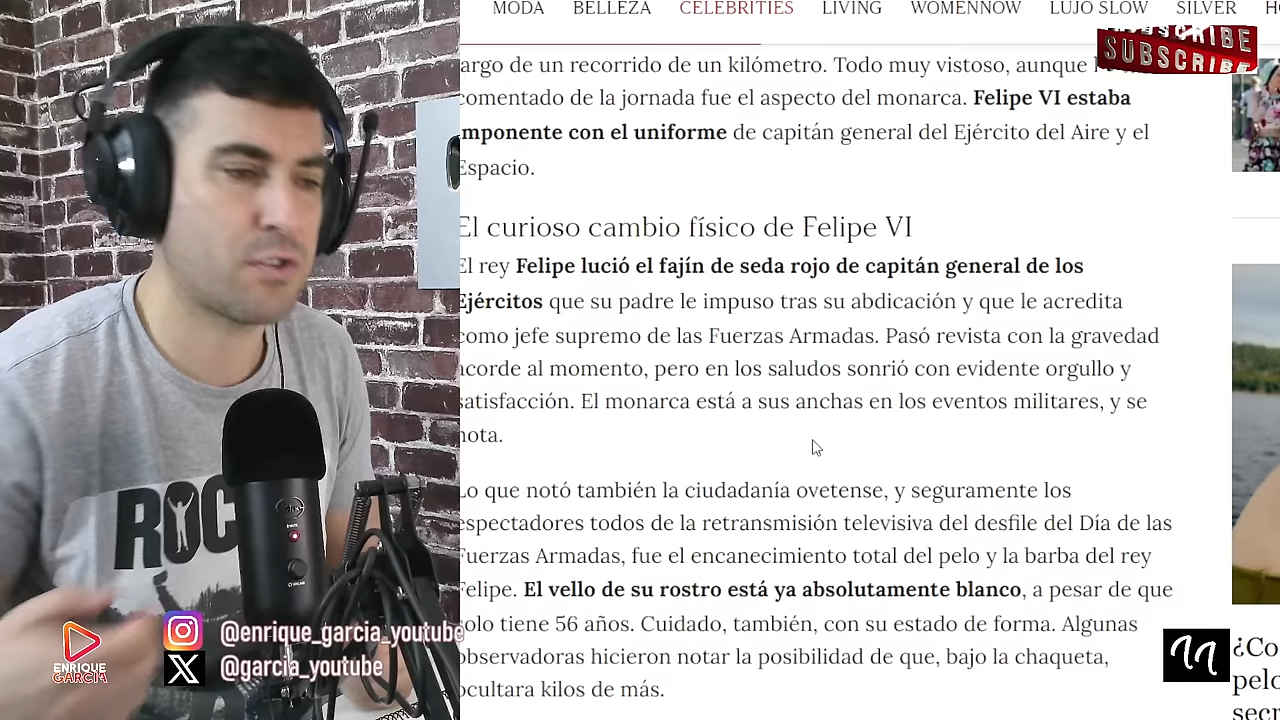 MODA BELLEZA CELEBRITIES LIVING WOMENNOW LUJO SLOW SILVER
SUBSCRIBE
SUBSCRIBE
argo de un recorrido de un kilómetro. Todo muy vistoso, aunque
comentado de la jornada fue el aspecto del monarca. Felipe VI estaba
mponente con el uniforme de capitán general del Ejército del Aire y el
Espacio.
El curioso cambio físico de Felipe VI
El rey Felipe lució el fajín de seda rojo de capitán general de los
Ejércitos que su padre le impuso tras su abdicación y que le acredita
como jefe supremo de las Fuerzas Armadas. Pasó revista con la gravedad
acorde al momento, pero en los saludos sonrió con evidente orgullo y
satisfacción. El monarca está a sus anchas en los eventos militares, y se
nota.
Lo que notó también la ciudadanía ovetense, y seguramente los
espectadores todos de la retransmisión televisiva del desfile del Día de las
Fuerzas Armadas, fue el encanecimiento total del pelo y la barba del rey
Felipe. El vello de su rostro está ya absolutamente blanco, a pesar de que
solo tiene 56 años. Cuidado, también, con su estado de forma. Algunas
observadoras hicieron notar la posibilidad de que, bajo la chaqueta,
ocultara kilos de más.
¿Co
pelo
secr
ROC
ENRIQUE
GARCIA
@enrique_garcia_youtube
@garcia_youtube